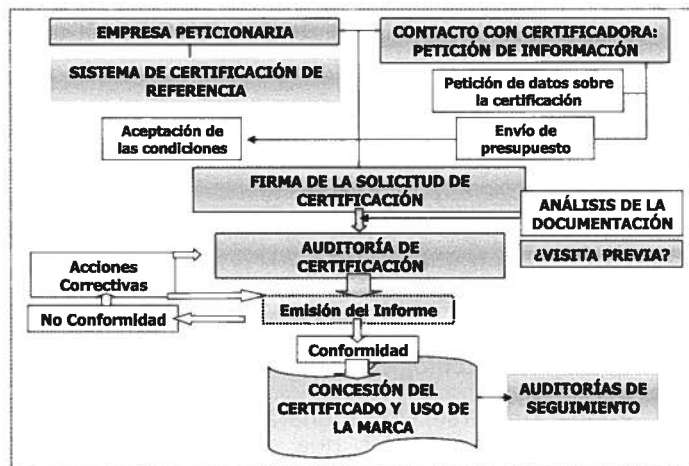 EMPRESA PETICIONARIA
CONTACTO CON CERTIFICADORA:
PETICIÓN DE INFORMACIÓN
SISTEMA DE CERTIFICACIÓN DE
REFERENCIA
Petición de datos sobre
la certificación
Aceptación de
las condiciones
Envío de
presupuesto
FIRMA DE LA SOLICITUD DE
CERTIFICACIÓN
ANÁLISIS DE LA
DOCUMENTACIÓN
AUDITORÍA DE
CERTIFICACIÓN
¿VISITA PREVIA?
Acciones
Correctivas
Emisión del Informe
No Conformidad
Conformidad
CONCESIÓN DEL
CERTIFICADO Y USO DE
LA MARCA
AUDITORÍAS DE
SEGUIMIENTO